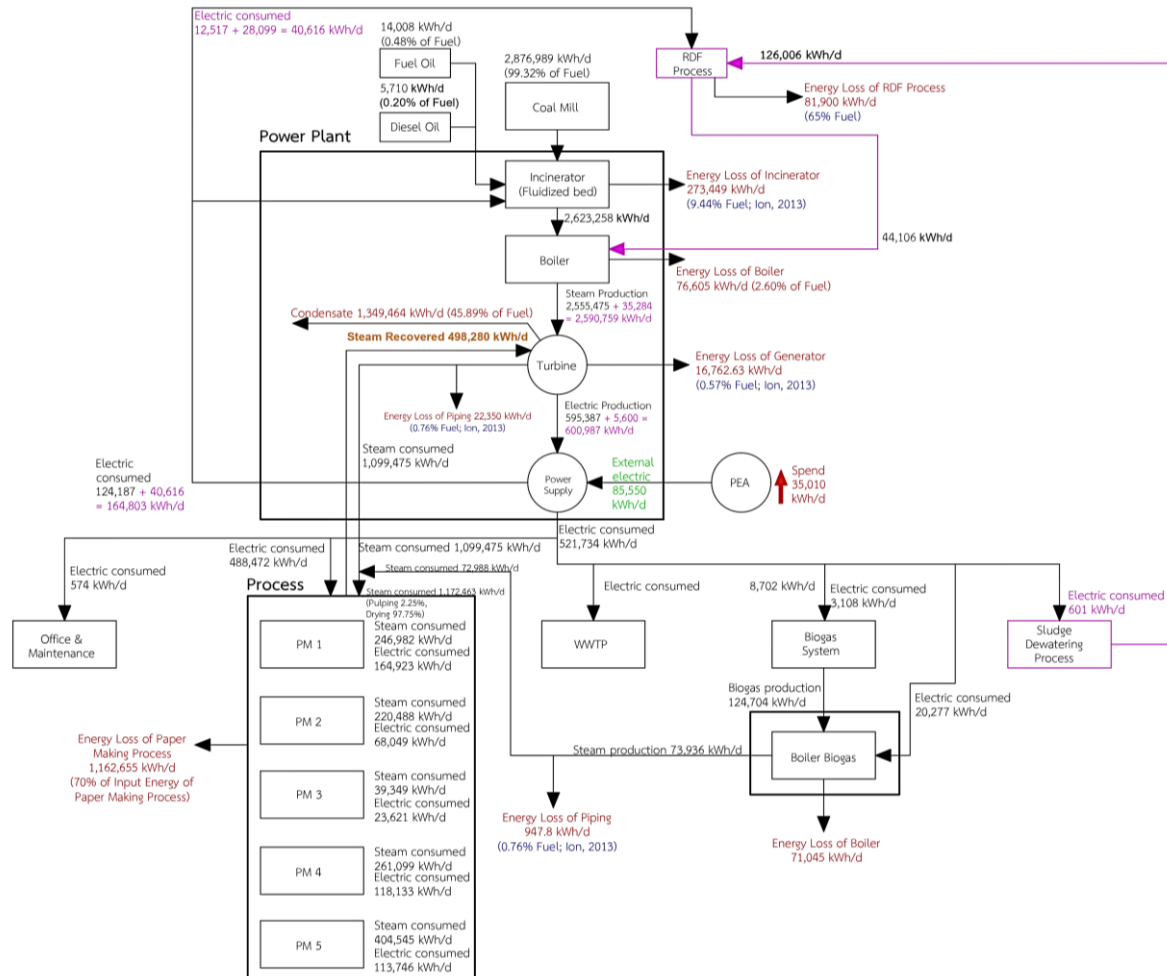 Electric consumed
12,517 + 28,099 = 40,616 kWh/d
14,008 kWh/d
(0.48% of Fuel)
Fuel Oil
5,710 kWh/d
(0.20% of Fuel)
Diesel Oil
2,876,989 kWh/d
(99.32% of Fuel)
Coal Mill
RDF
Process
126,006 kWh/d
Energy Loss of RDF Process
81,900 kWh/d
(65% Fuel)
Power Plant
Incinerator
(Fluidized bed)
Energy Loss of Incinerator
273,449 kWh/d
(9.44% Fuel; Ion, 2013)
2,623,258 kWh/d
44,106 kWh/d
Boiler
Energy Loss of Boiler
76,605 kWh/d (2.60% of Fuel)
Steam Production
2,555,475 + 35,284
= 2,590,759 kWh/d
Condensate 1,349,464 kWh/d (45.89% of Fuel)
Steam Recovered 498,280 kWh/d
Turbine
Energy Loss of Generator
16,762.63 kWh/d
(0.57% Fuel; Ion, 2013)
Energy Loss of Piping 22,350 kWh/d
(0.76% Fuel; Ion, 2013)
Electric Production
595,387 + 5,600 =
600,987 kWh/d
Steam consumed
1,099,475 kWh/d
Electric
consumed
124,187 + 40,616
= 164,803 kWh/d
Power
Supply
External
electric
85,550
kWh/d
PEA
Spend
35,010
kWh/d
Electric consumed
521,734 kWh/d
Electric consumed
574 kWh/d
Electric consumed
488,472 kWh/d
Steam consumed 1,099,475 kWh/d
Steam consumed 72,988 kWh/d
Steam consumed 1,172,463 kWh/d
(Pulping 2.25%,
Drying 97.75%)
Electric consumed
8,702 kWh/d
Electric consumed
3,108 kWh/d
Electric consumed
601 kWh/d
Process
Office &
Maintenance
WWTP
Biogas
System
Sludge
Dewatering
Process
PM 1
Steam consumed
246,982 kWh/d
Electric consumed
164,923 kWh/d
Biogas production
124,704 kWh/d
Electric consumed
20,277 kWh/d
PM 2
Steam consumed
220,488 kWh/d
Electric consumed
68,049 kWh/d
Energy Loss of Paper
Making Process
1,162,655 kWh/d
(70% of Input Energy of
Paper Making Process)
Steam production 73,936 kWh/d
Boiler Biogas
PM 3
Steam consumed
39,349 kWh/d
Electric consumed
23,621 kWh/d
Energy Loss of Piping
947.8 kWh/d
(0.76% Fuel; Ion, 2013)
Energy Loss of Boiler
71,045 kWh/d
PM 4
Steam consumed
261,099 kWh/d
Electric consumed
118,133 kWh/d
PM 5
Steam consumed
404,545 kWh/d
Electric consumed
113,746 kWh/d